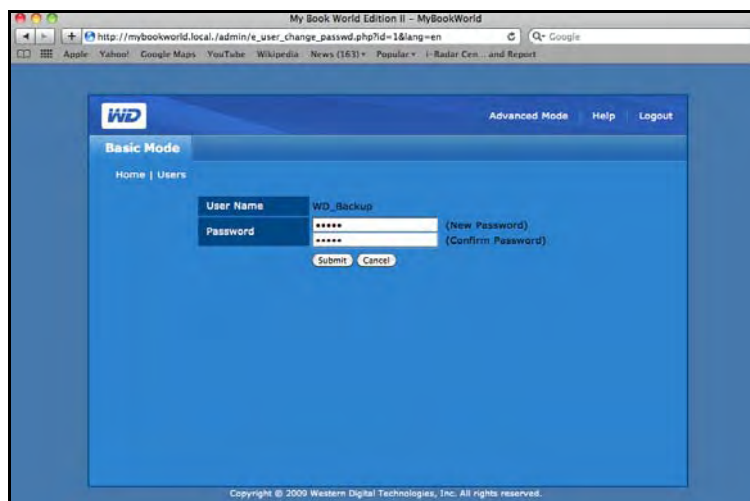 My Book World Edition II – MyBookWorld
http://mybookworld.local./admin/e_user_change_passwd.php?id=1&lang=en
Google
Apple Yahoo! Google Maps YouTube Wikipedia News (163) Popular i-Radar Cen... and Report
WD
Advanced Mode Help Logout
Basic Mode
Home | Users
User Name WD_Backup
Password ••••• (New Password)
••••• (Confirm Password)
Submit Cancel
Copyright © 2009 Western Digital Technologies, Inc. All rights reserved.